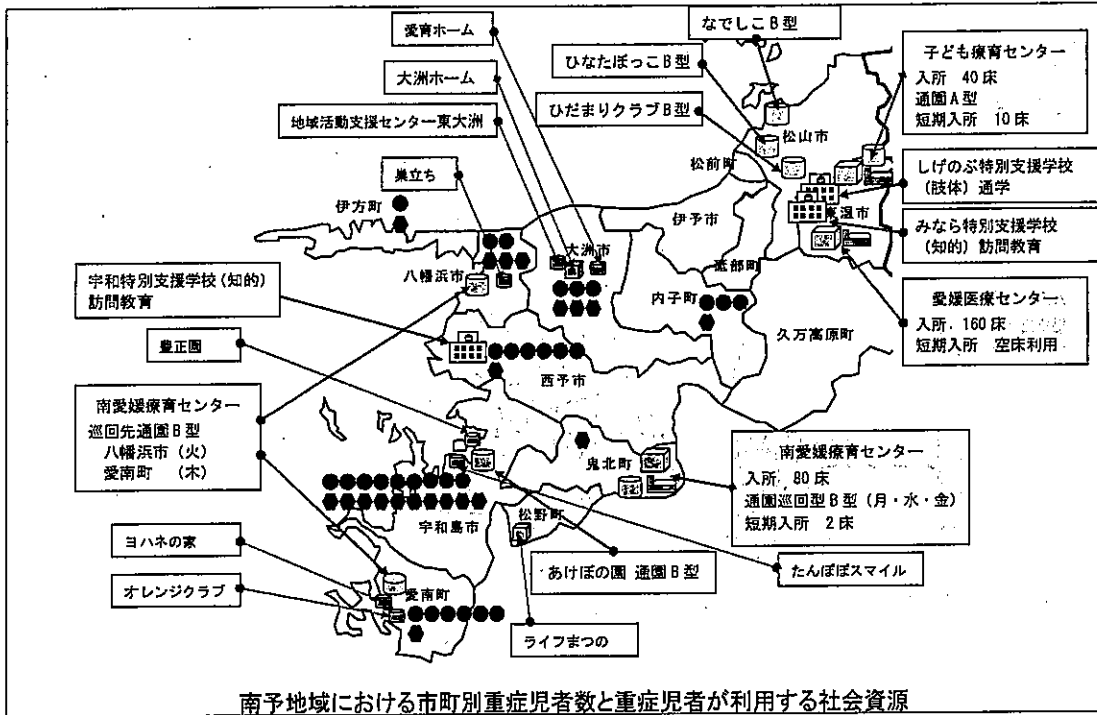 愛育ホーム
なでしこB型
大洲ホーム
ひなたぼっこB型
子ども療育センター
入所 40床
通園A型
短期入所 10床
地域活動支援センター東大洲
ひだまりクラブB型
松山市
松前町
しげのぶ特別支援学校
(肢体)通学
巣立ち
伊方町
伊予市
東温市
みなら特別支援学校
(知的)訪問教育
大洲市
八幡浜市
砥部町
内子町
宇和特別支援学校(知的)
訪問教育
久万高原町
愛媛医療センター
入所 160床
短期入所 空床利用
豊正園
西予市
南愛媛療育センター
巡回先通園B型
八幡浜市(火)
愛南町 (木)
鬼北町
南愛媛療育センター
入所 80床
通園巡回型B型(月・水・金)
短期入所 2床
宇和島市
松野町
ヨハネの家
あけぼの園 通園B型
たんぽぽスマイル
オレンジクラブ
愛南町
ライフまつの
南予地域における市町別重症児者数と重症児者が利用する社会資源